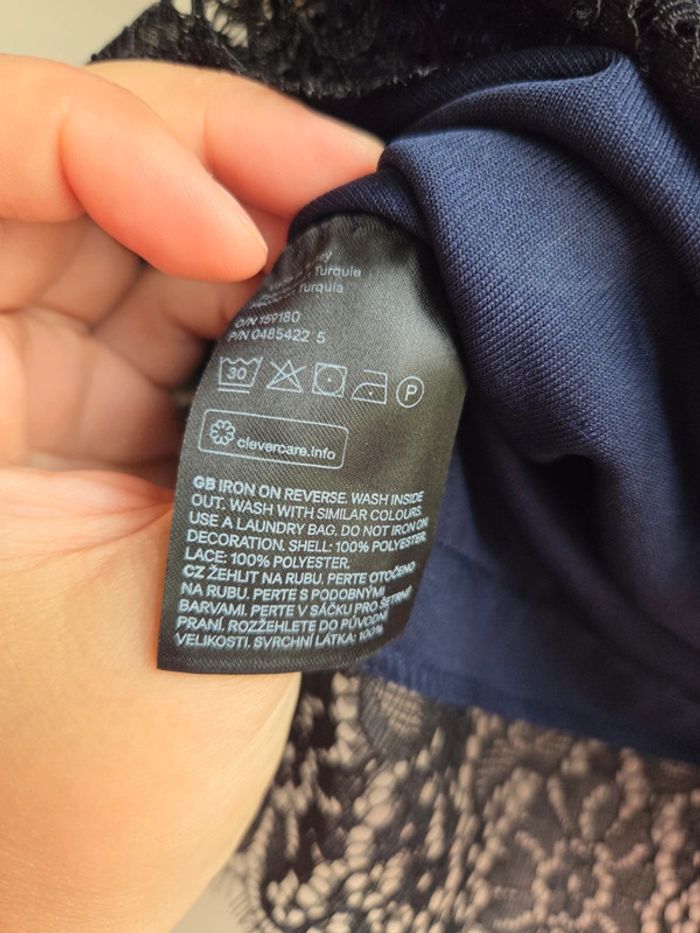 Turquie
Turquia
O/N 159180
P/N 0485422 5
30 P
clevercare.info
GB IRON ON REVERSE. WASH INSIDE
OUT. WASH WITH SIMILAR COLOURS.
USE A LAUNDRY BAG. DO NOT IRON ON
DECORATION. SHELL: 100% POLYESTER.
LACE: 100% POLYESTER.
CZ ŽEHLIT NA RUBU. PERTE OTOČENO
NA RUBU. PERTE S PODOBNÝMI
BARVAMI. PERTE V SÁČKU PRO ŠETRNÉ
PRANÍ. ROZŽEHLETE DO PŮVODNÍ
VELIKOSTI. SVRCHNÍ LÁTKA: 100%